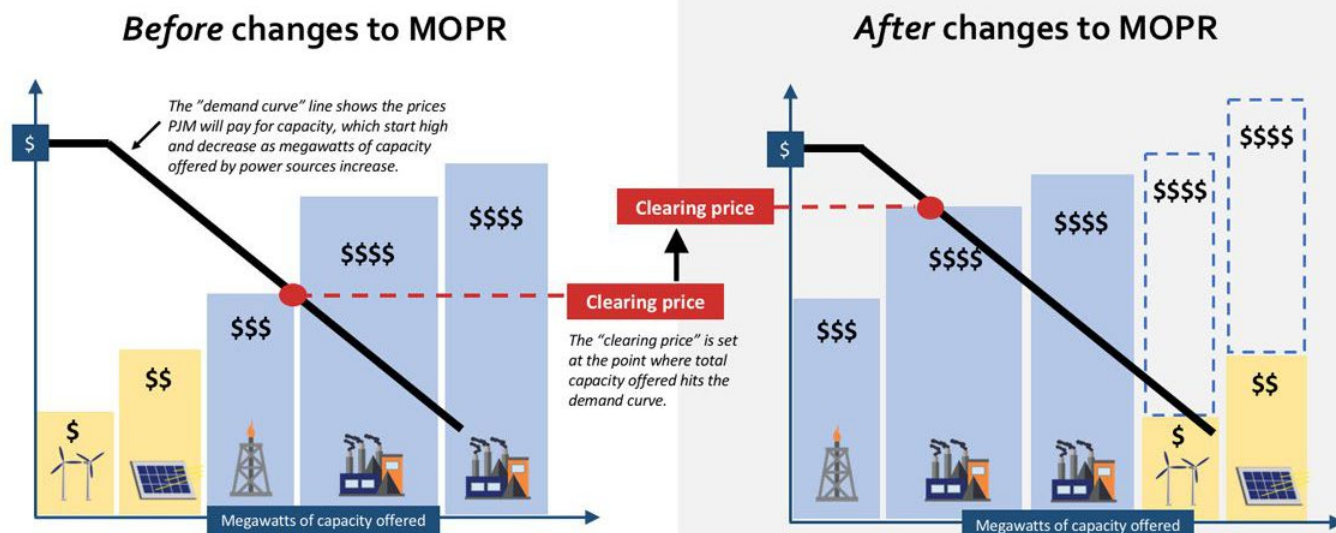 Before changes to MOPR
$
The "demand curve" line shows the prices
PJM will pay for capacity, which start high
and decrease as megawatts of capacity
offered by power sources increase.
$
$$
$$$
$$$$
$$$$
Clearing price
The "clearing price" is set
at the point where total
capacity offered hits the
demand curve.
Megawatts of capacity offered
After changes to MOPR
$
Clearing price
$$$
$$$$
$$$$
$$$$
$
$$$$
$$
Megawatts of capacity offered